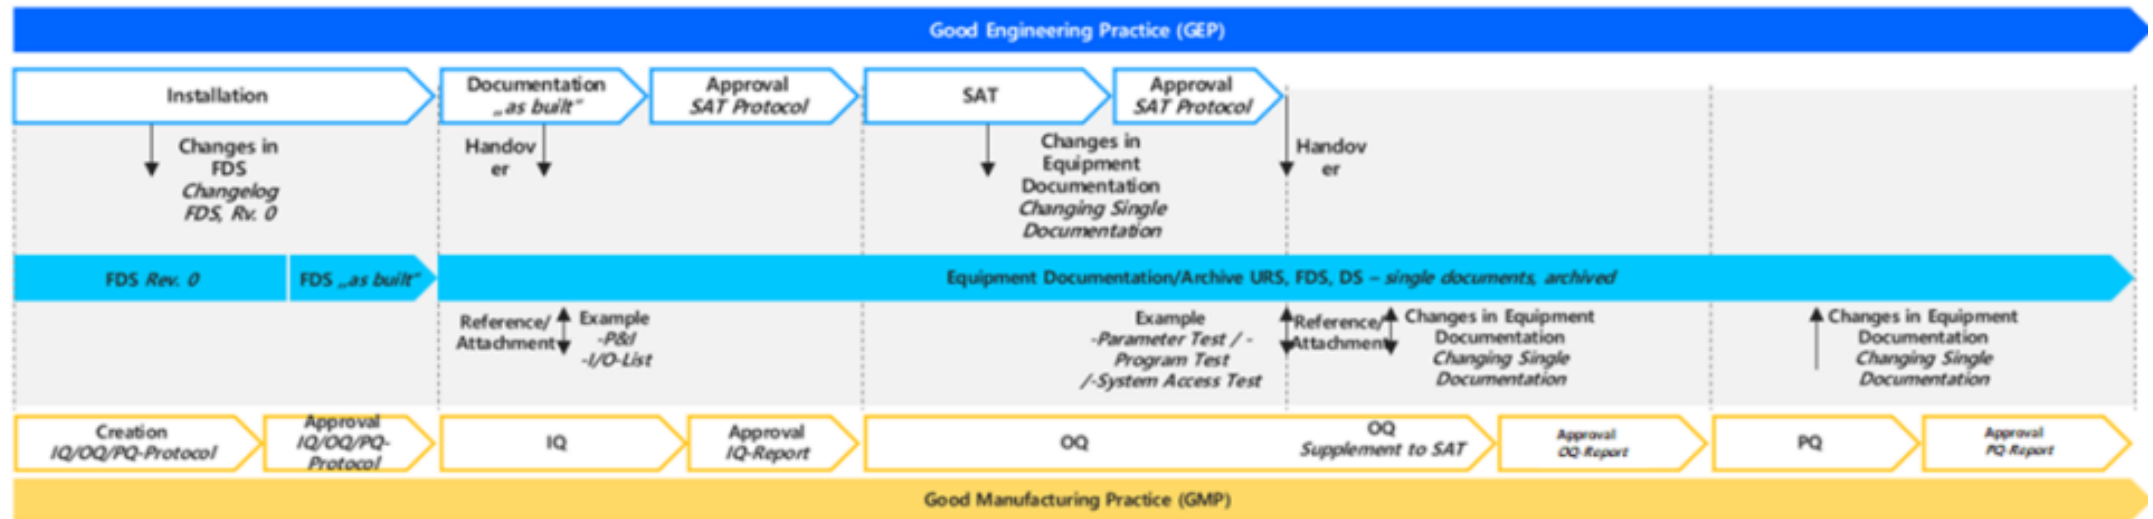 Good Engineering Practice (GEP)
Installation
Documentation
„as built“
Approval
SAT Protocol
SAT
Approval
SAT Protocol
Changes in
FDS
Changelog
FDS, Rv. 0
Handov
er
Changes in
Equipment
Documentation
Changing Single
Documentation
Handov
er
FDS Rev. 0
FDS „as built“
Equipment Documentation/Archive URS, FDS, DS – single documents, archived
Reference/
Attachment
Example
-P&I
-I/O-List
Example
-Parameter Test / -
Program Test
/-System Access Test
Reference/
Attachment
Changes in Equipment
Documentation
Changing Single
Documentation
Changes in Equipment
Documentation
Changing Single
Documentation
Creation
IQ/OQ/PQ-Protocol
Approval
IQ/OQ/PQ-
Protocol
IQ
Approval
IQ-Report
OQ
OQ
Supplement to SAT
Approval
OQ-Report
PQ
Approval
PQ-Report
Good Manufacturing Practice (GMP)